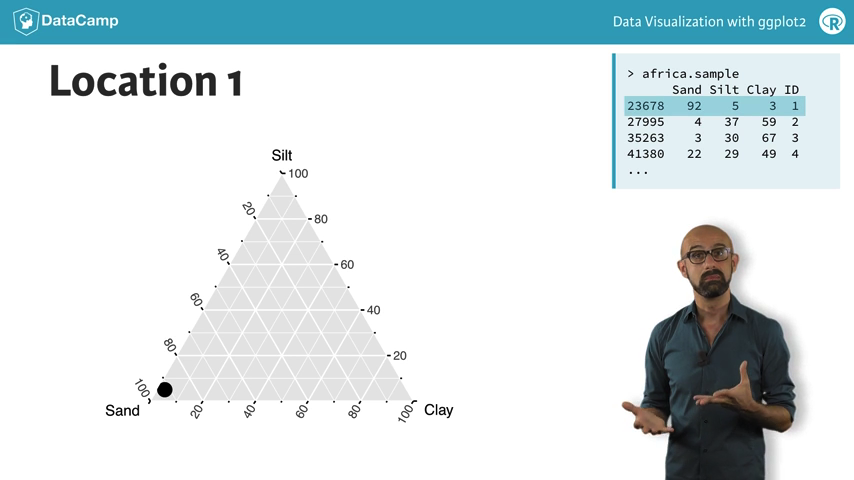 DataCamp
Data Visualization with ggplot2
R
Location 1
> africa.sample
Sand Silt Clay ID
23678 92 5 3 1
27995 4 37 59 2
35263 3 30 67 3
41380 22 29 49 4
...
Silt
100
20
80
40
60
60
40
80
20
100
Sand
20
40
60
80
100
Clay